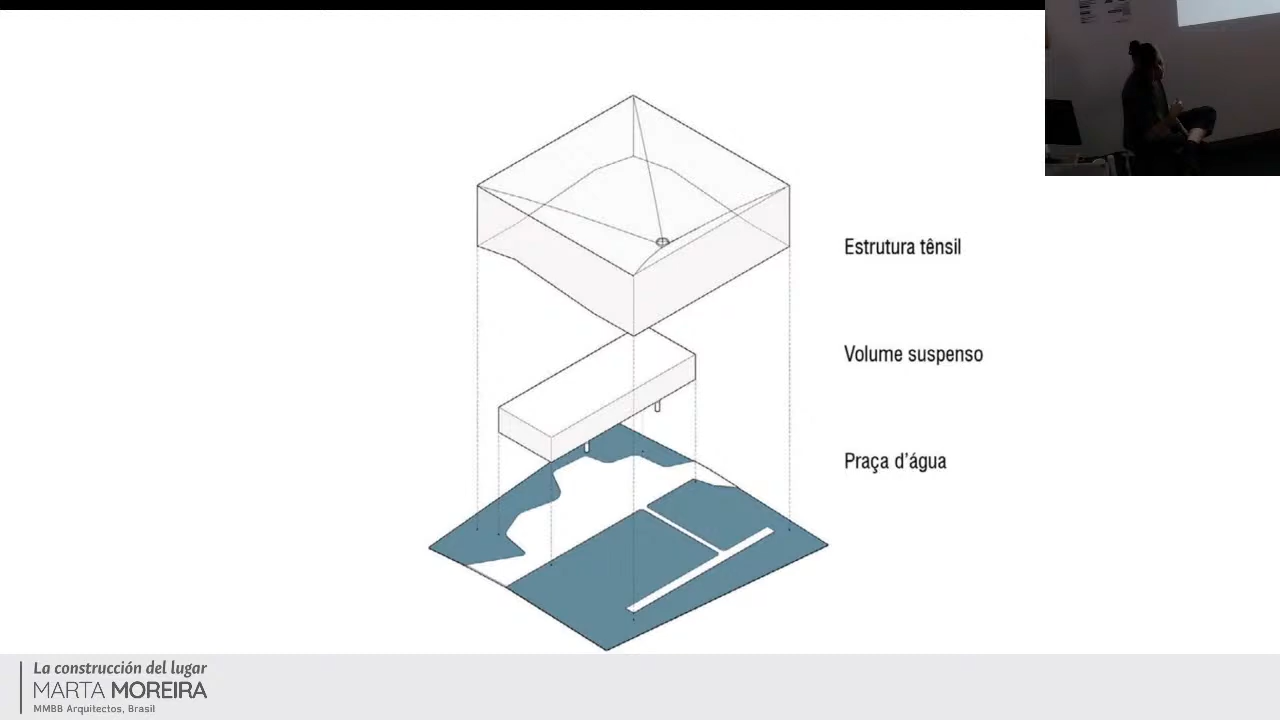 Estrutura tênsil
Volume suspenso
Praça d'água
La construcción del lugar
MARTA MOREIRA
MMBB Arquitectos, Brasil